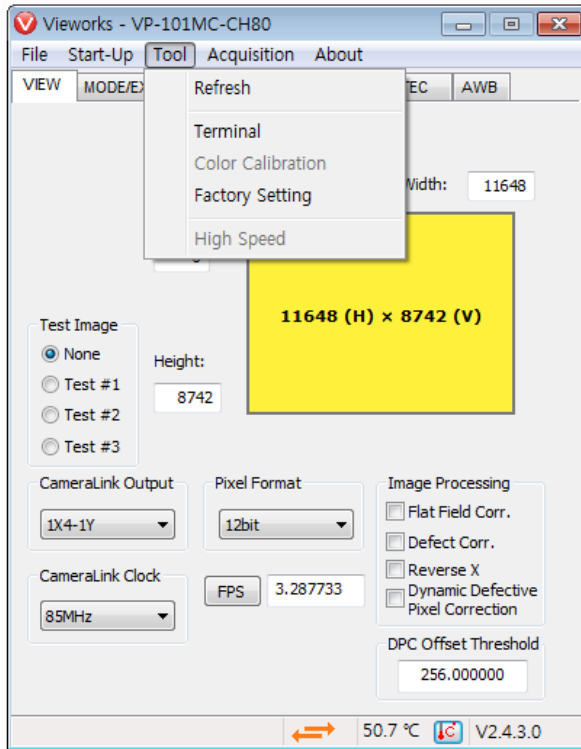 Vieworks - VP-101MC-CH80
File Start-Up Tool Acquisition About
VIEW MODE/EX TEC AWB
Refresh
Terminal
Color Calibration
Factory Setting
High Speed
Width: 11648
11648 (H) × 8742 (V)
Test Image
None
Test #1
Test #2
Test #3
Height:
8742
CameraLink Output
1X4-1Y
Pixel Format
12bit
Image Processing
Flat Field Corr.
Defect Corr.
Reverse X
Dynamic Defective
Pixel Correction
CameraLink Clock
85MHz
FPS 3.287733
DPC Offset Threshold
256.000000
50.7 ℃ V2.4.3.0